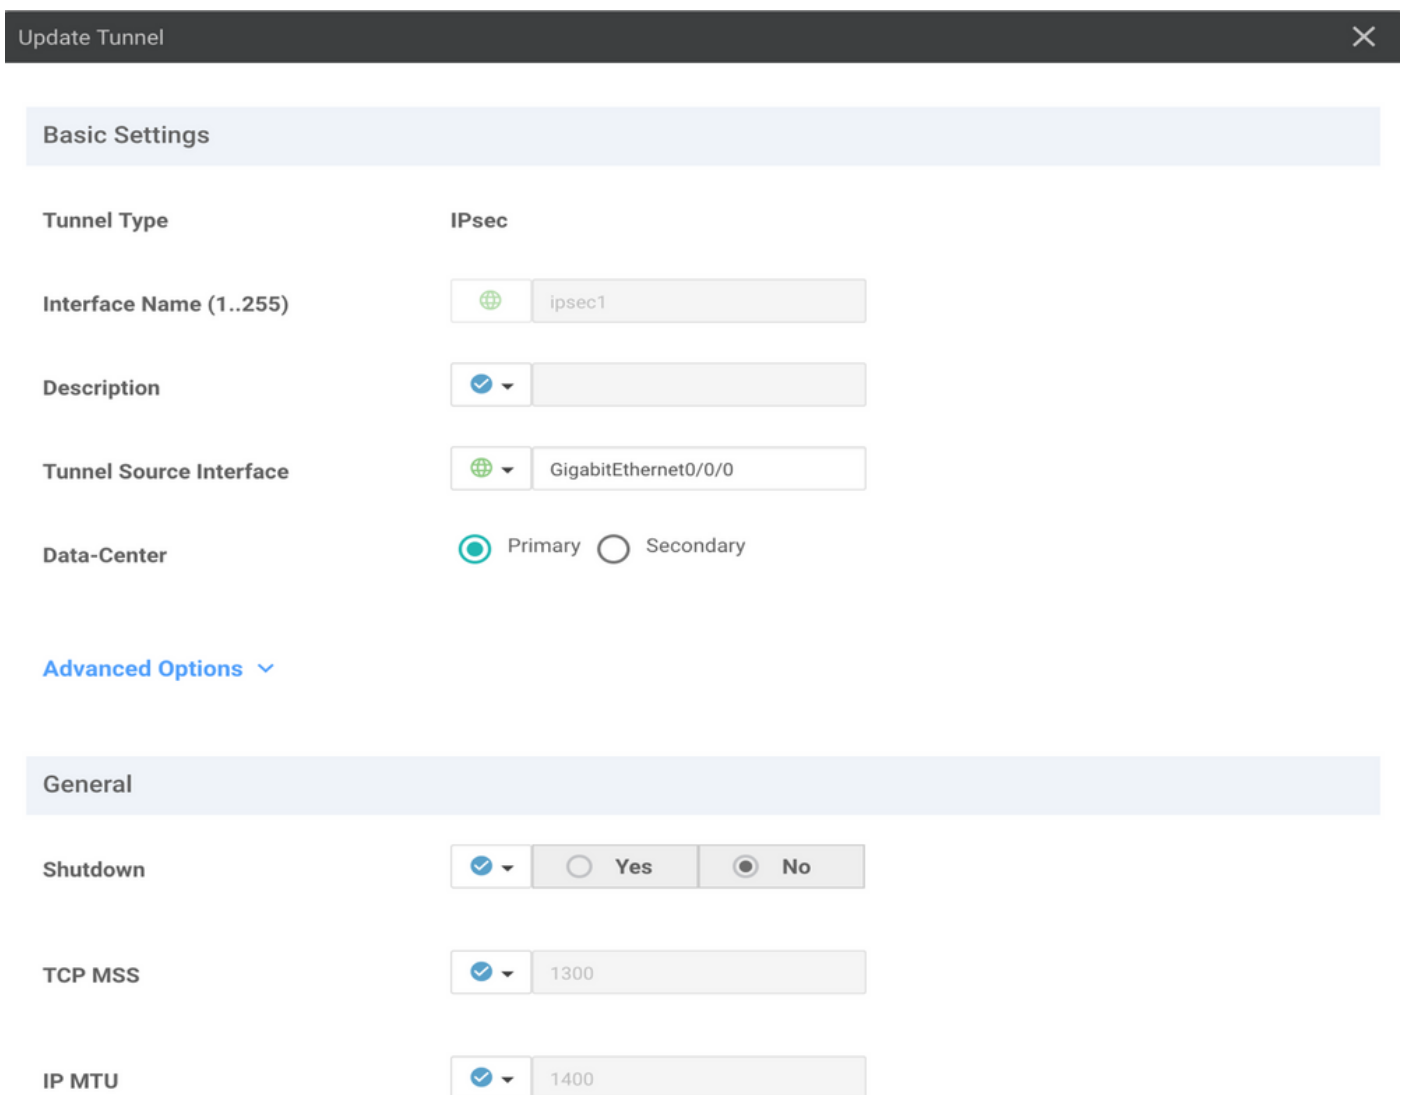 Update Tunnel
Basic Settings
Tunnel Type IPsec
Interface Name (1..255) ipsec1
Description
Tunnel Source Interface GigabitEthernet0/0/0
Data-Center Primary Secondary
Advanced Options
General
Shutdown Yes No
TCP MSS 1300
IP MTU 1400